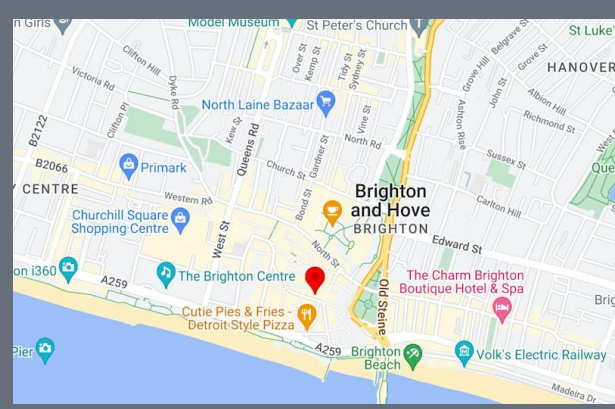 n Girls
Model Museum
St Peter's Church
St Luke'
Clifton Hill
Over St
Kemp St
Tidy St
Sydney St
Belgrave St
Grove St
Grove Hill
HANOVER
Victoria Rd
Dyke Rd
John St
Albion Hill
Clifton Pl
North Laine Bazaar
Vine St
Ashton Rise
Richmond St
B2122
Kew St
Queens Rd
North Rd
Gardner St
Sussex St
B2066
Primark
Church St
Que
Y CENTRE
Western Rd
Bond St
Brighton
and Hove
BRIGHTON
Carlton Hill
Churchill Square
Shopping Centre
West St
North St
Edward St
on i360
A259
The Brighton Centre
The Charm Brighton
Boutique Hotel & Spa
Old Steine
Brig
Cutie Pies & Fries -
Detroit-Style Pizza
A259
Pier
Brighton
Beach
Volk's Electric Railway
Madeira Dr